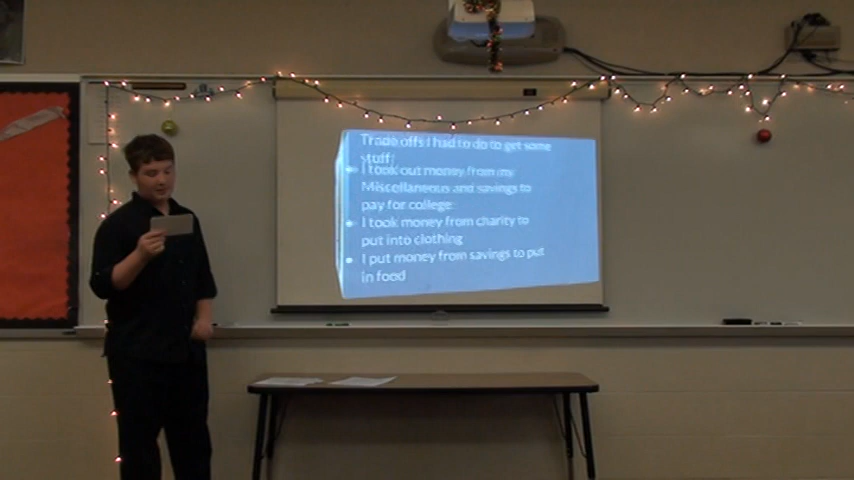 Trade offs I had to do to get some
stuff:
I took out money from my
Miscellaneous and savings to
pay for college
I took money from charity to
put into clothing
I put money from savings to put
in food